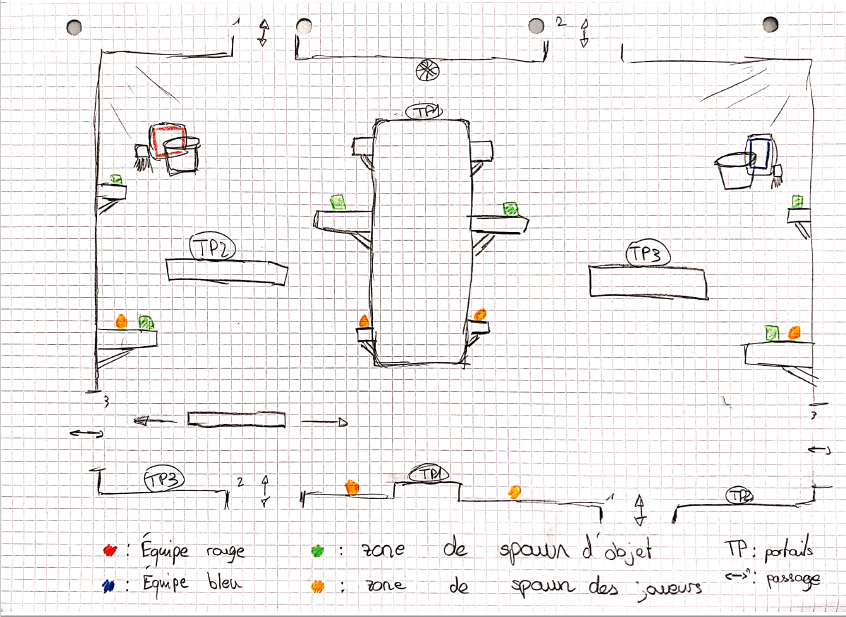 1
2
TP1
TP2
TP3
3
3
TP3
2
TP1
1
TP2
: Équipe rouge
: zone de spawn d'objet
TP : portails
: Équipe bleu
: zone de spawn des joueurs
: passage